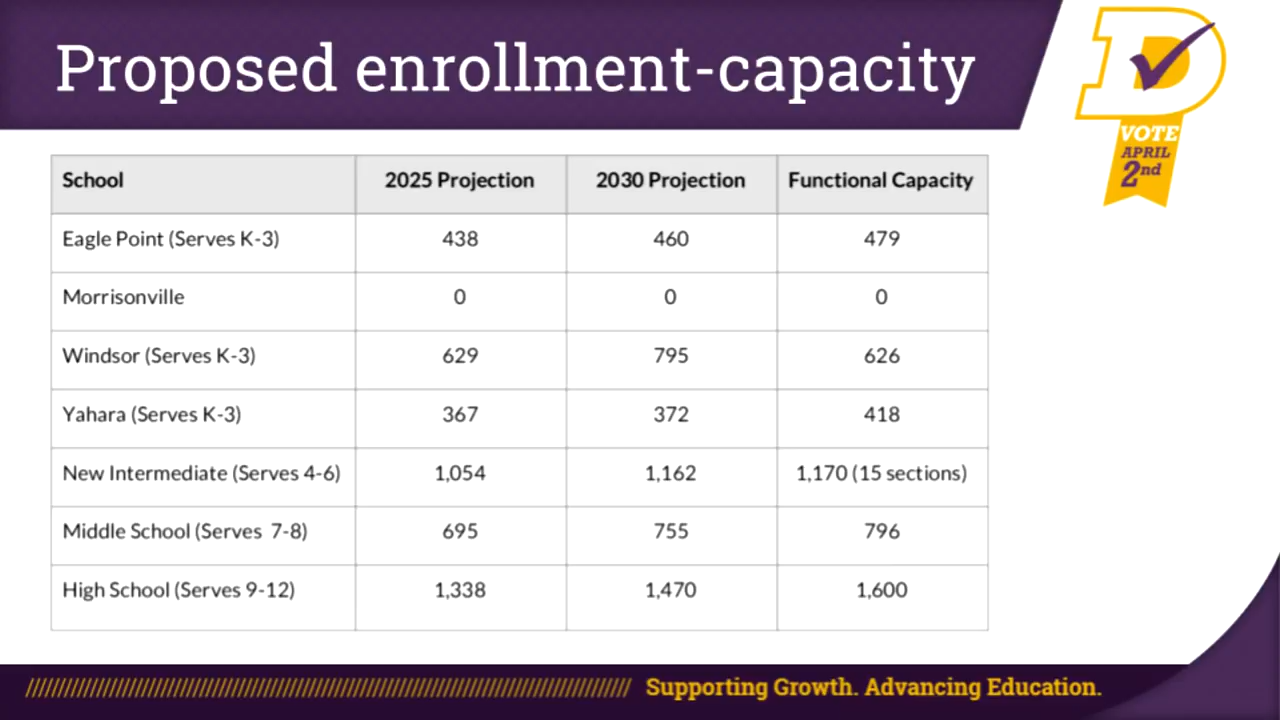 Proposed enrollment-capacity
D
VOTE
APRIL
2nd
School 2025 Projection 2030 Projection Functional Capacity
Eagle Point (Serves K-3) 438 460 479
Morrisonville 0 0 0
Windsor (Serves K-3) 629 795 626
Yahara (Serves K-3) 367 372 418
New Intermediate (Serves 4-6) 1,054 1,162 1,170 (15 sections)
Middle School (Serves 7-8) 695 755 796
High School (Serves 9-12) 1,338 1,470 1,600
Supporting Growth. Advancing Education.